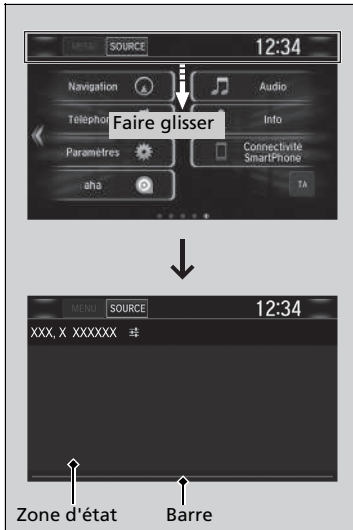 MENU SOURCE 12:34
Navigation Audio
Info
Faire glisser
Paramètres Connectivité
SmartPhone
aha TA
MENU SOURCE 12:34
XXX, X XXXXXX
Zone d'état Barre